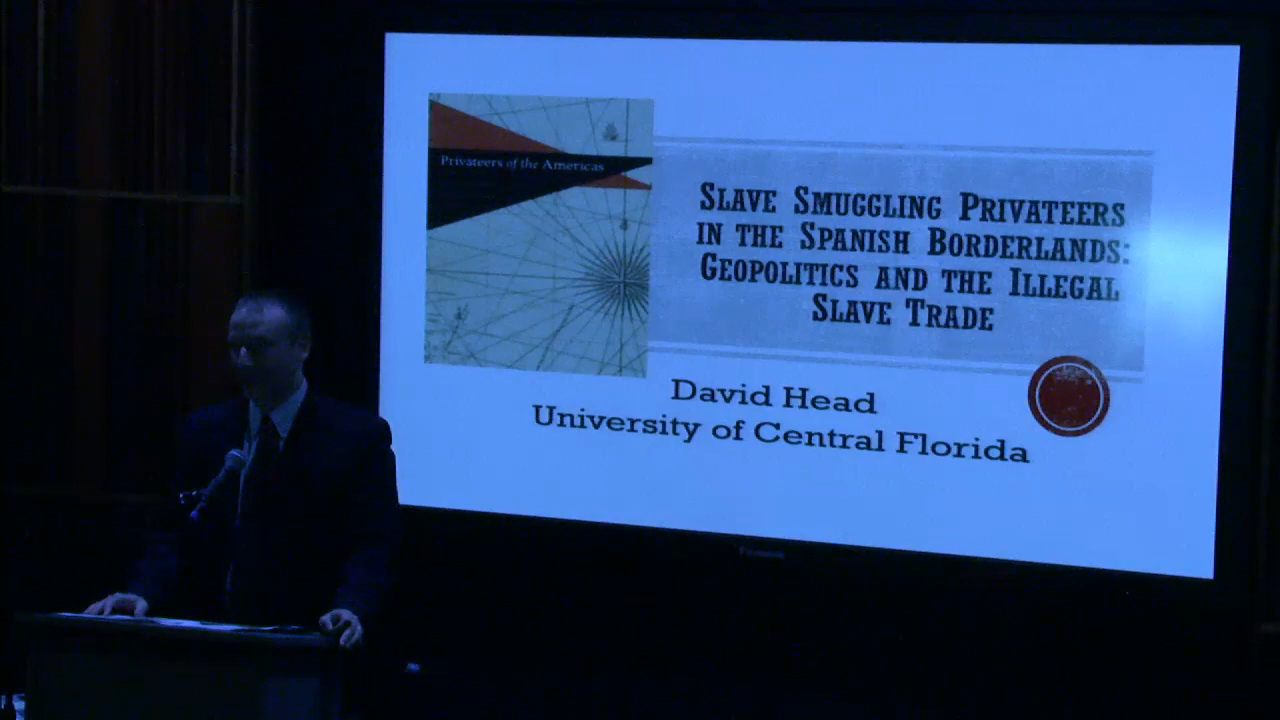 Privateers of the Americas
SLAVE SMUGGLING PRIVATEERS
IN THE SPANISH BORDERLANDS:
GEOPOLITICS AND THE ILLEGAL
SLAVE TRADE
David Head
University of Central Florida